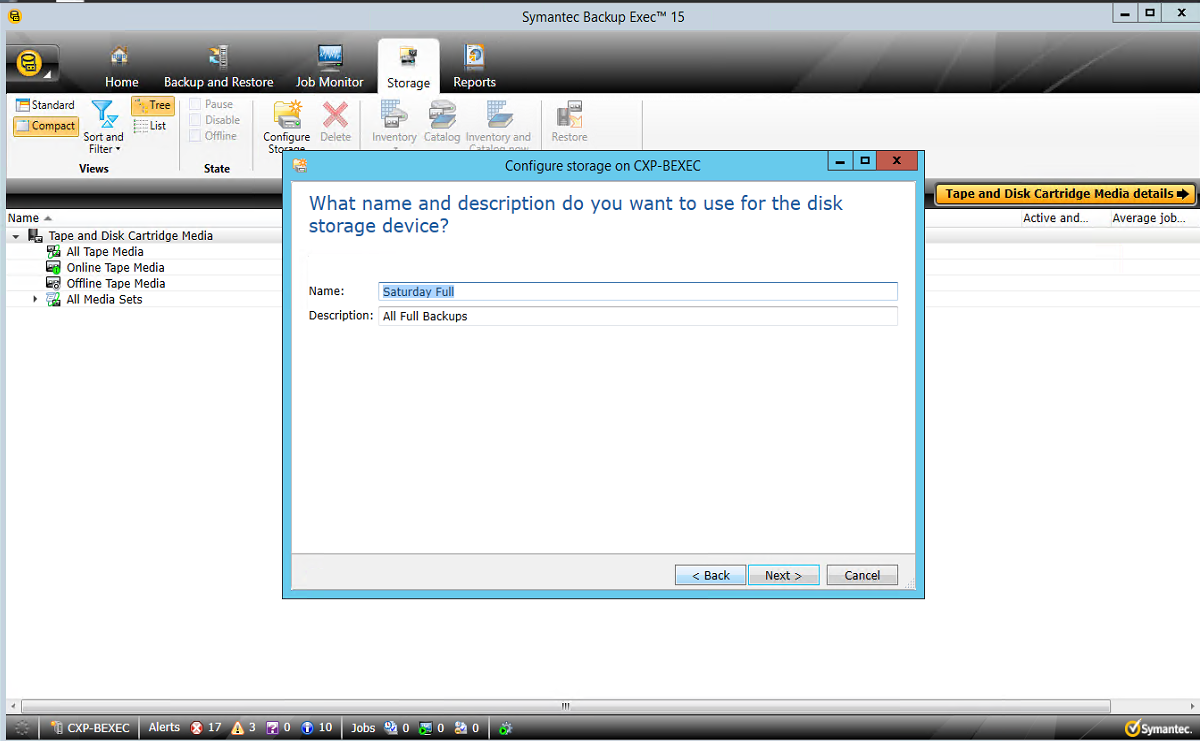 Symantec Backup Exec™ 15
Home
Backup and Restore
Job Monitor
Storage
Reports
Standard
Compact
Sort and
Filter
Tree
List
Views
Pause
Disable
Offline
State
Configure
Storage
Delete
Inventory
Catalog
Inventory and
Catalog now
Restore
Configure storage on CXP-BEXEC
Tape and Disk Cartridge Media details
Name
Active and...
Average job...
Tape and Disk Cartridge Media
All Tape Media
Online Tape Media
Offline Tape Media
All Media Sets
What name and description do you want to use for the disk
storage device?
Name: Saturday Full
Description: All Full Backups
< Back
Next >
Cancel
CXP-BEXEC
Alerts 17 3 0 10
Jobs 0 0 0
Symantec.